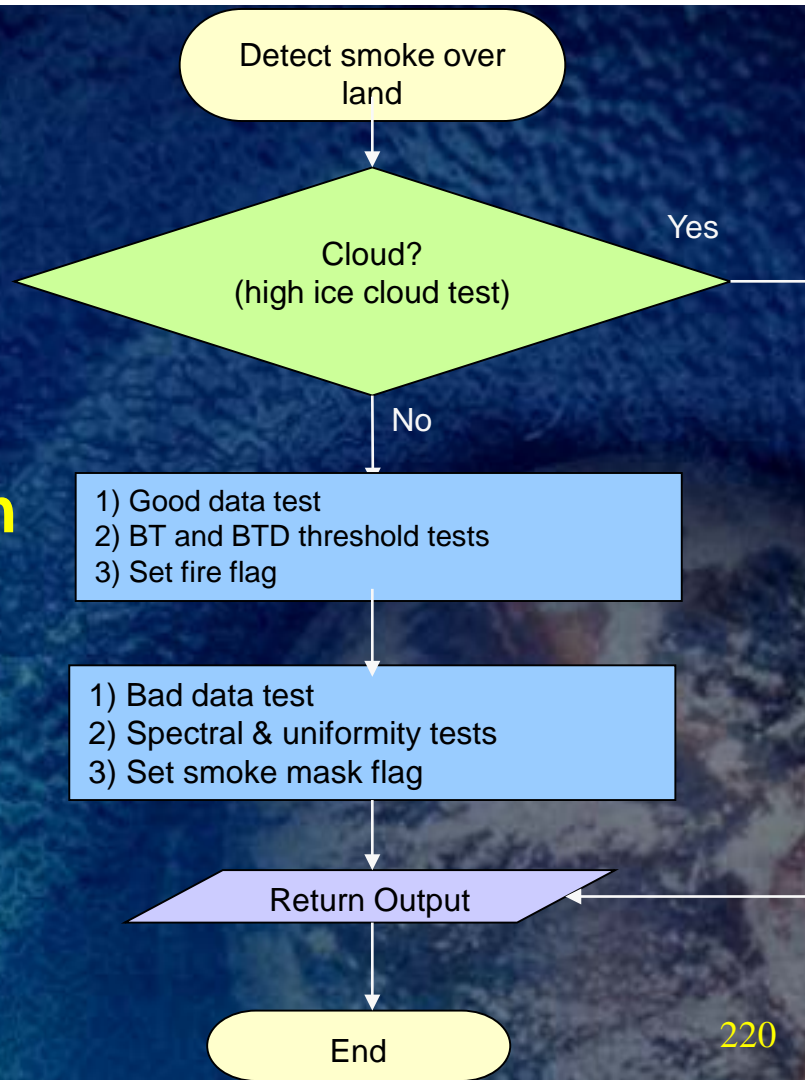 Detect smoke over
land
Cloud?
(high ice cloud test)
Yes
No
1) Good data test
2) BT and BTD threshold tests
3) Set fire flag
1) Bad data test
2) Spectral & uniformity tests
3) Set smoke mask flag
Return Output
End
220